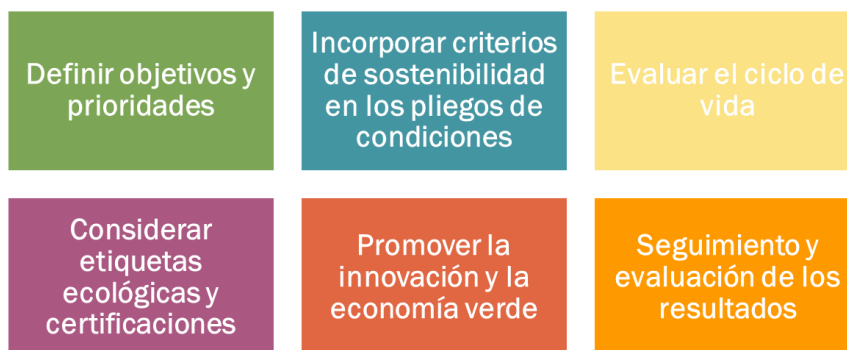 Definir objetivos y
prioridades
Incorporar criterios
de sostenibilidad
en los pliegos de
condiciones
Evaluar el ciclo de
vida
Considerar
etiquetas
ecológicas y
certificaciones
Promover la
innovación y la
economía verde
Seguimiento y
evaluación de los
resultados